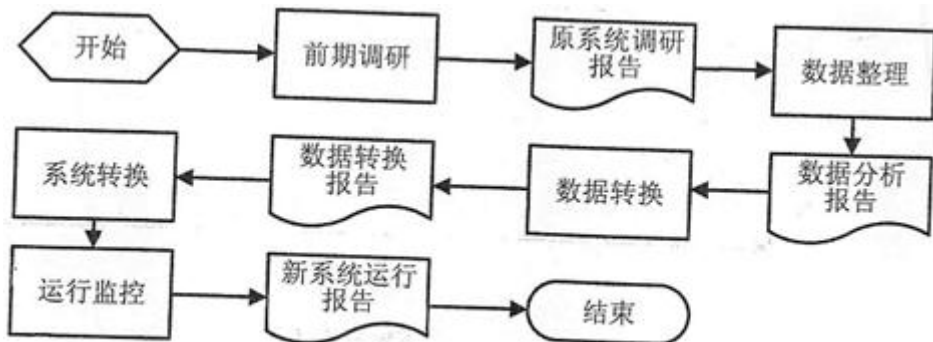 开始
前期调研
原系统调研
报告
数据整理
系统转换
数据转换
报告
数据转换
数据分析
报告
运行监控
新系统运行
报告
结束